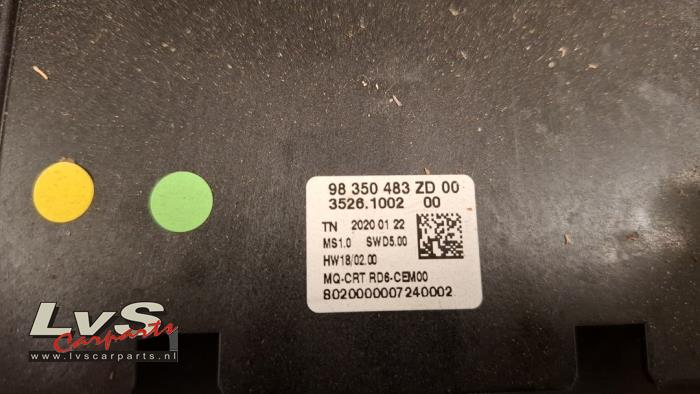 98 350 483 ZD 00
3526.1002 00
TN 2020 01 22
MS1.0 SWD5.00
HW18/02.00
MQ-CRT RD6-CEM00
8020000007240002
LvS
Carparts
www.lvscarparts.nl